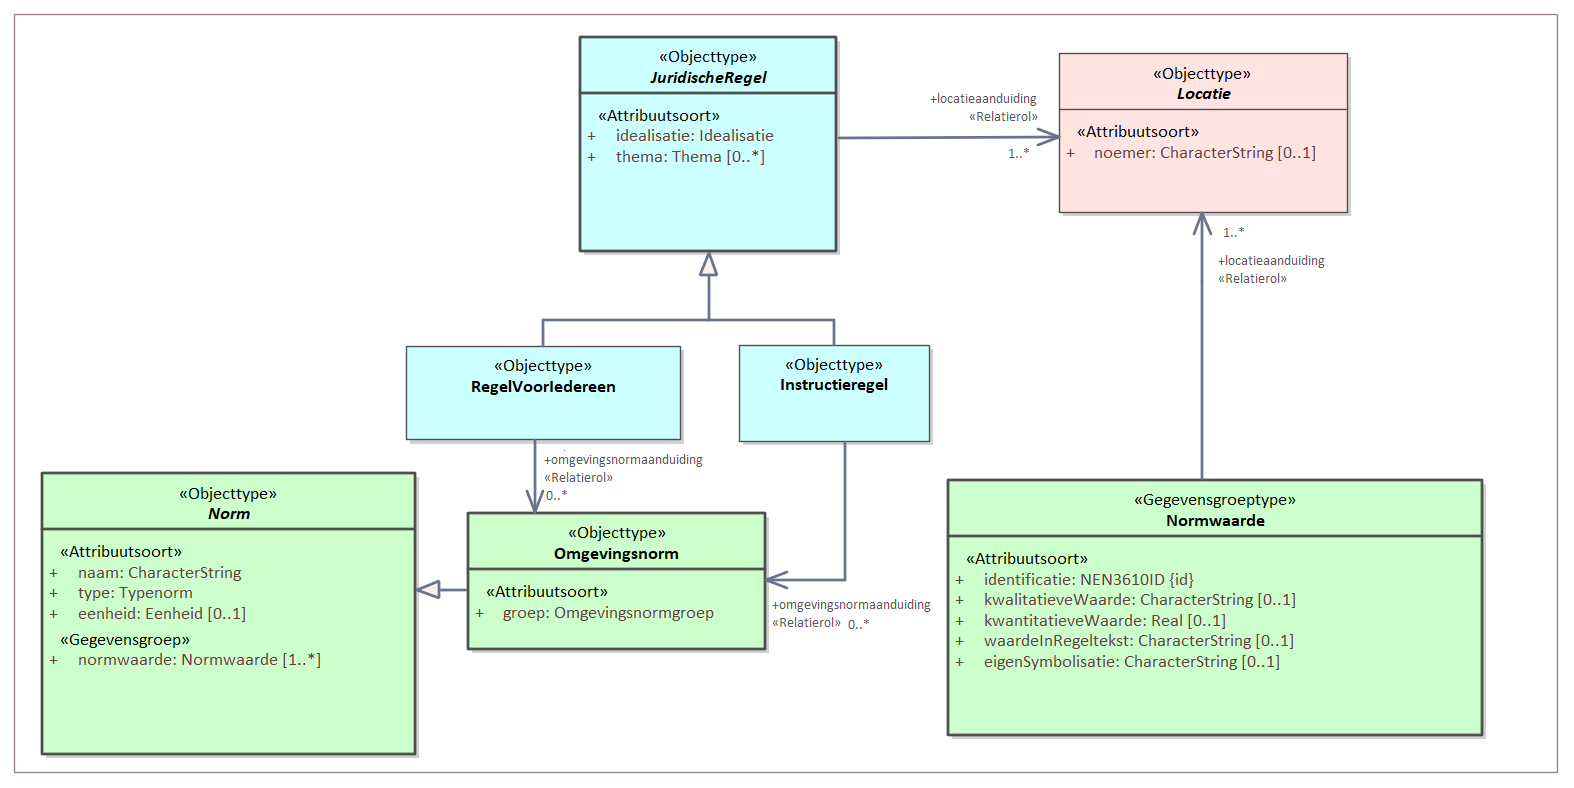 «Objecttype»
JuridischeRegel
«Attribuutsoort»
+ idealisatie: Idealisatie
+ thema: Thema [0..*]
+locatieaanduiding
«Relatierol»
1..*
«Objecttype»
Locatie
«Attribuutsoort»
+ noemer: CharacterString [0..1]
1..*
+locatieaanduiding
«Relatierol»
«Objecttype»
RegelVoorIedereen
«Objecttype»
Instructieregel
+omgevingsnormaanduiding
«Relatierol»
0..*
«Objecttype»
Norm
«Attribuutsoort»
+ naam: CharacterString
+ type: Typenorm
+ eenheid: Eenheid [0..1]
«Gegevensgroep»
+ normwaarde: Normwaarde [1..*]
«Objecttype»
Omgevingsnorm
«Attribuutsoort»
+ groep: Omgevingsnormgroep
+omgevingsnormaanduiding
«Relatierol» 0..*
«Gegevensgroeptype»
Normwaarde
«Attribuutsoort»
+ identificatie: NEN3610ID {id}
+ kwalitatieveWaarde: CharacterString [0..1]
+ kwantitatieveWaarde: Real [0..1]
+ waardeInRegeltekst: CharacterString [0..1]
+ eigenSymbolisatie: CharacterString [0..1]